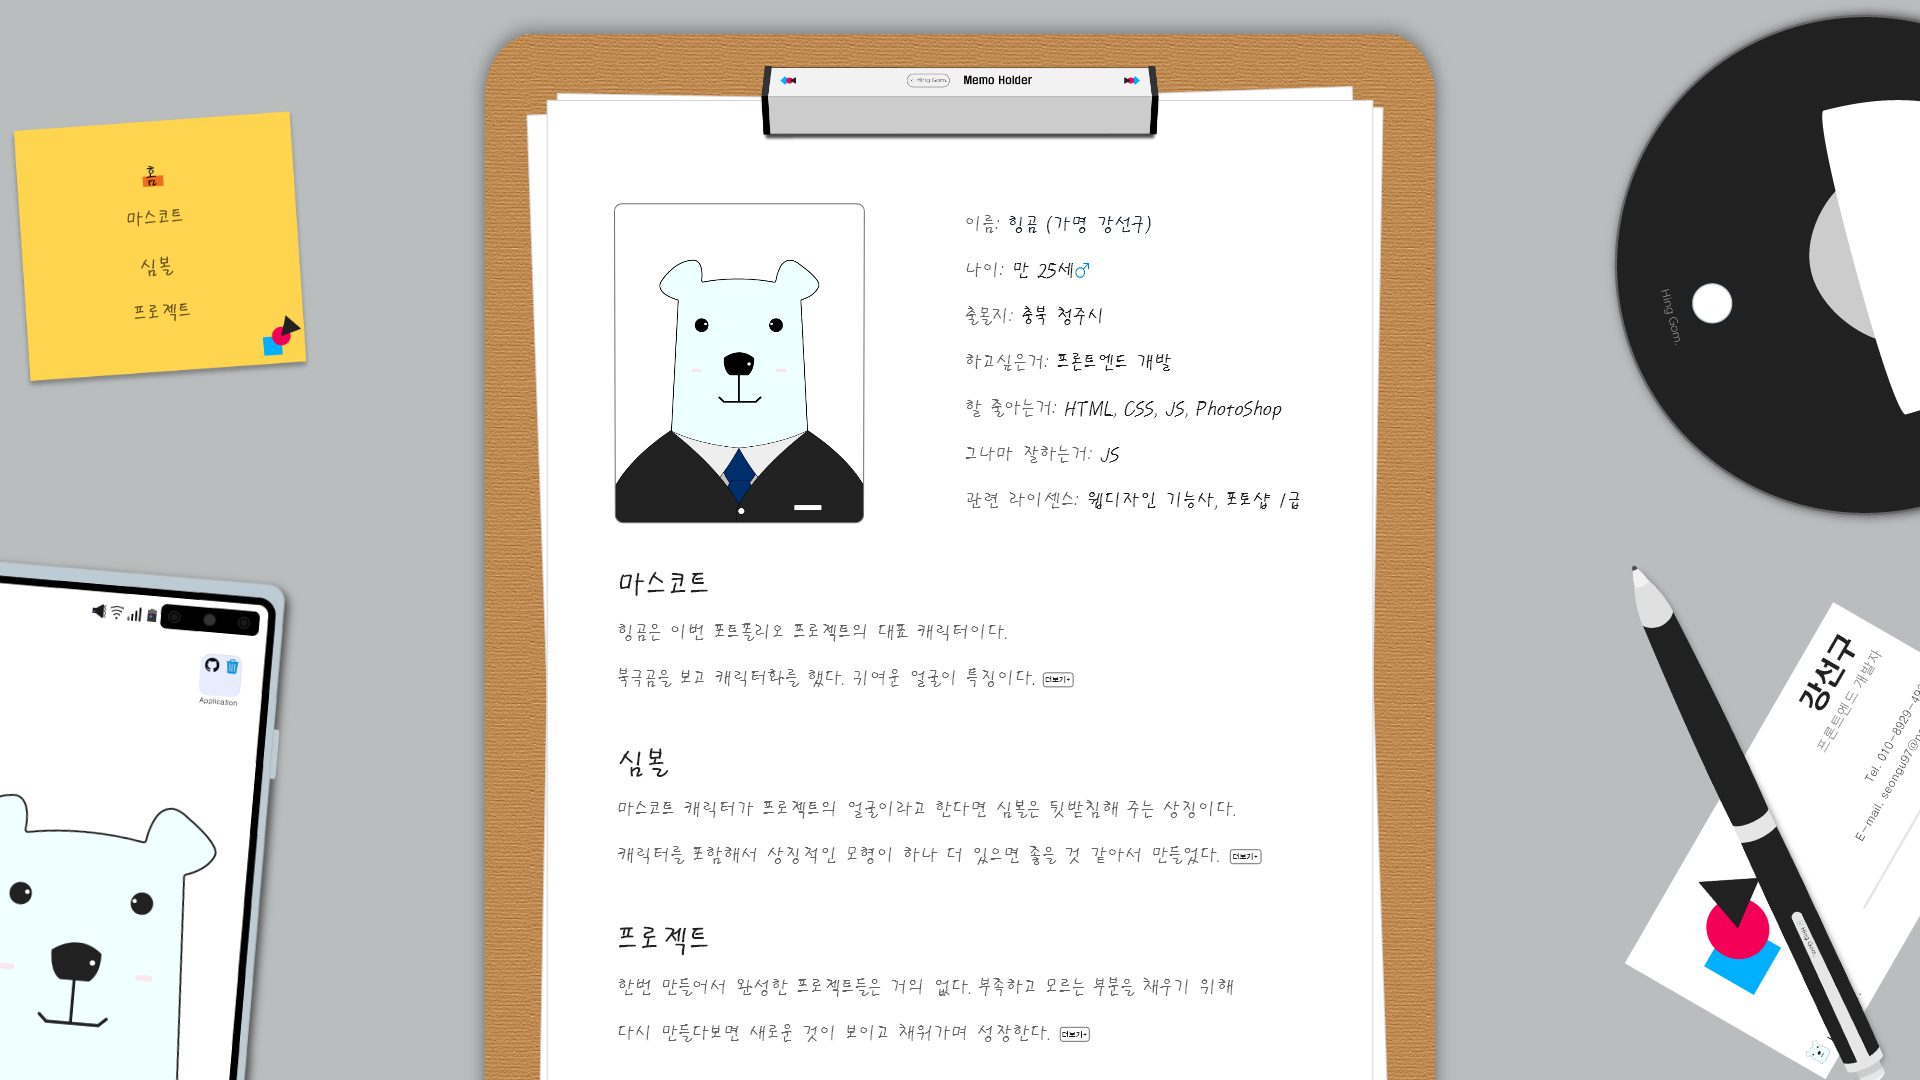 홈
마스코트
심볼
프로젝트
Hing Gom.
Memo Holder
이름: 힝곰 (가명 강선구)
나이: 만 25세♂
출몰지: 충북 청주시
하고싶은거: 프론트엔드 개발
할 줄아는거: HTML, CSS, JS, PhotoShop
그나마 잘하는거: JS
관련 라이센스: 웹디자인 기능사, 포토샵 1급
마스코트
힝곰은 이번 포트폴리오 프로젝트의 대표 캐릭터이다.
북극곰을 보고 캐릭터화를 했다. 귀여운 얼굴이 특징이다. 더보기+
심볼
마스코트 캐릭터가 프로젝트의 얼굴이라고 한다면 심볼은 뒷받침해 주는 상징이다.
캐릭터를 포함해서 상징적인 모형이 하나 더 있으면 좋을 것 같아서 만들었다. 더보기+
프로젝트
한번 만들어서 완성한 프로젝트들은 거의 없다. 부족하고 모르는 부분을 채우기 위해
다시 만들다보면 새로운 것이 보이고 채워가며 성장한다. 더보기+
Application
Hing Gom.
강선구
프론트엔드 개발자
Tel. 010-8929-49
E-mail. seongu97@n
Hing Gom.